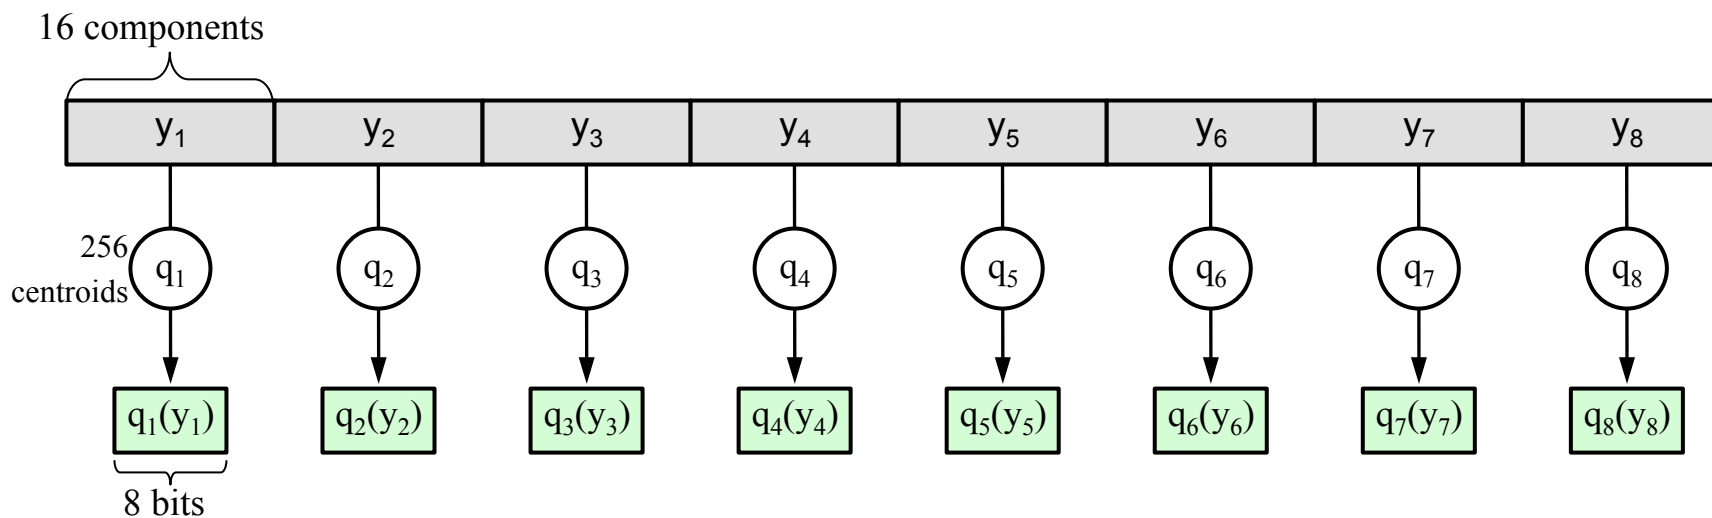 16 components
y₁ y₂ y₃ y₄ y₅ y₆ y₇ y₈
256
centroids
q₁ q₂ q₃ q₄ q₅ q₆ q₇ q₈
q₁(y₁) q₂(y₂) q₃(y₃) q₄(y₄) q₅(y₅) q₆(y₆) q₇(y₇) q₈(y₈)
8 bits